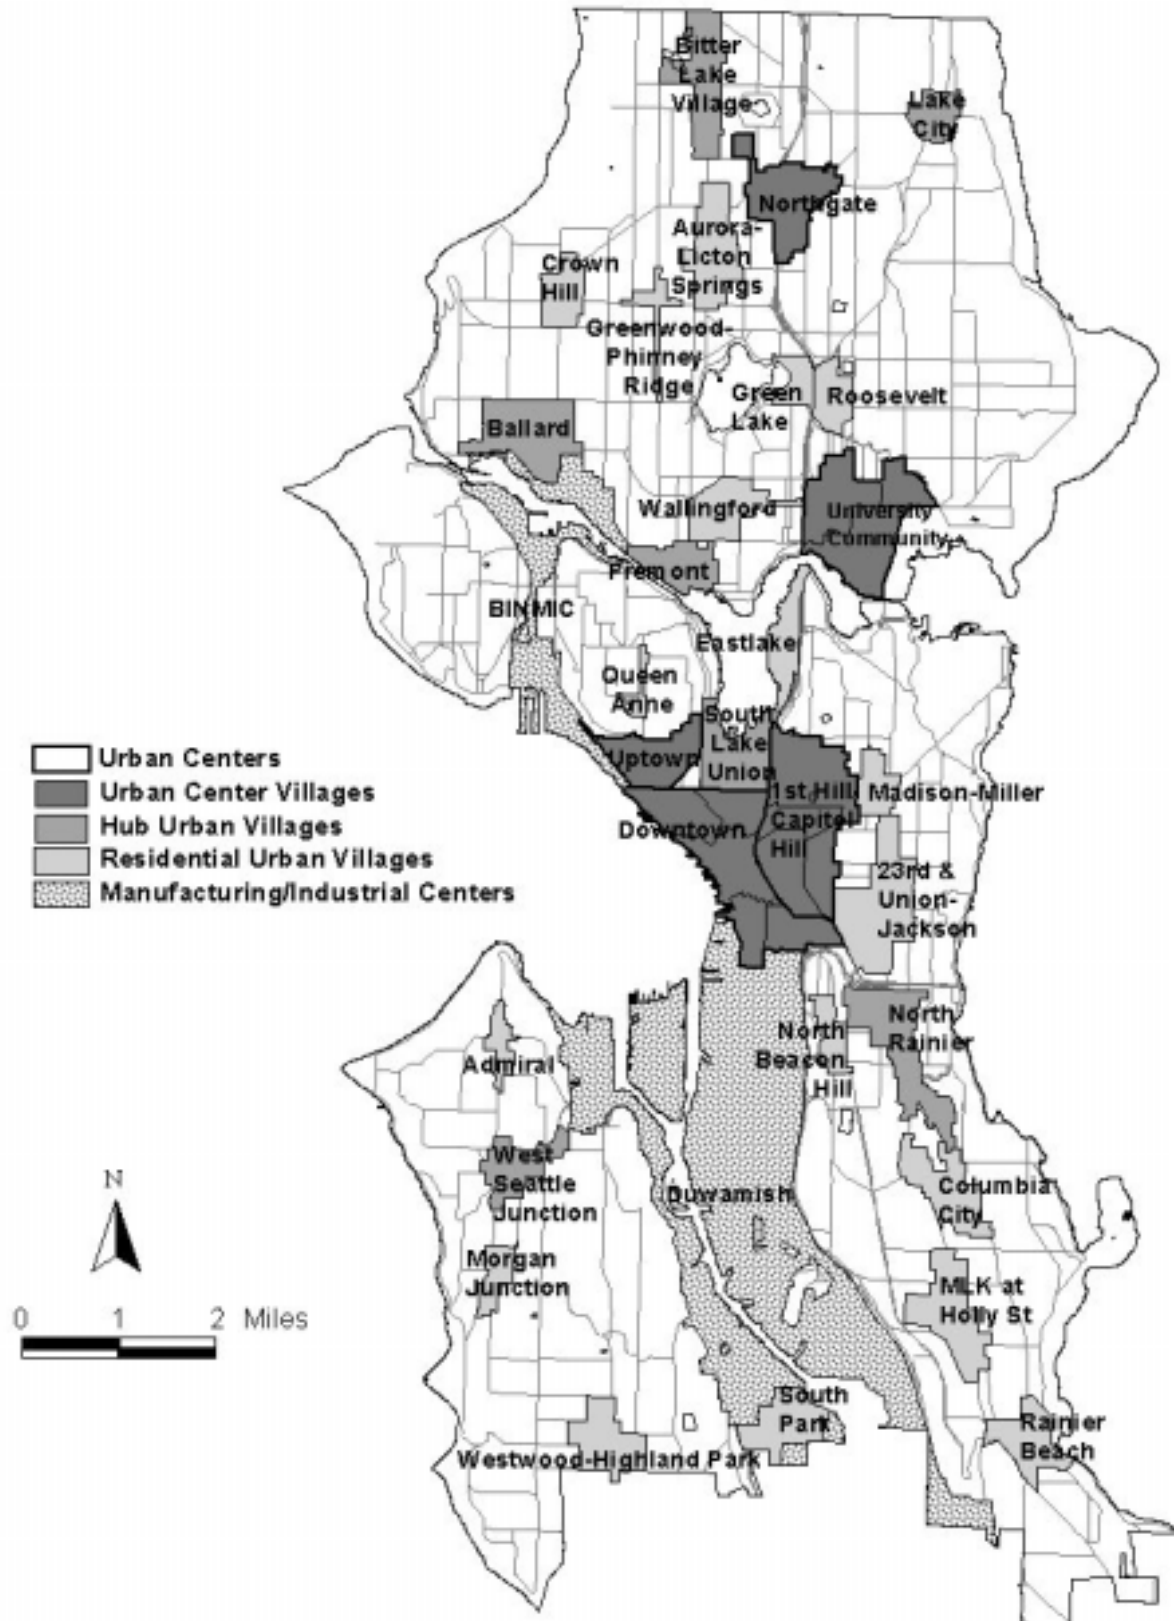 Bitter
Lake
Village
Lake
City
Northgate
Aurora-
Licton
Springs
Crown
Hill
Greenwood-
Phinney
Ridge
Green
Lake
Roosevelt
Ballard
Wallingford
University
Community
Fremont
BINMIC
Eastlake
Queen
Anne
South
Lake
Union
Uptown
Urban Centers
Urban Center Villages
Hub Urban Villages
Residential Urban Villages
Manufacturing/Industrial Centers
1st Hill
Capitol
Hill
Madison-Miller
Downtown
23rd &
Union-
Jackson
North
Rainier
North
Beacon
Hill
Admiral
West
Seattle
Junction
Duwamish
Columbia
City
Morgan
Junction
MLK at
Holly St
N
0 1 2 Miles
South
Park
Rainier
Beach
Westwood-Highland Park